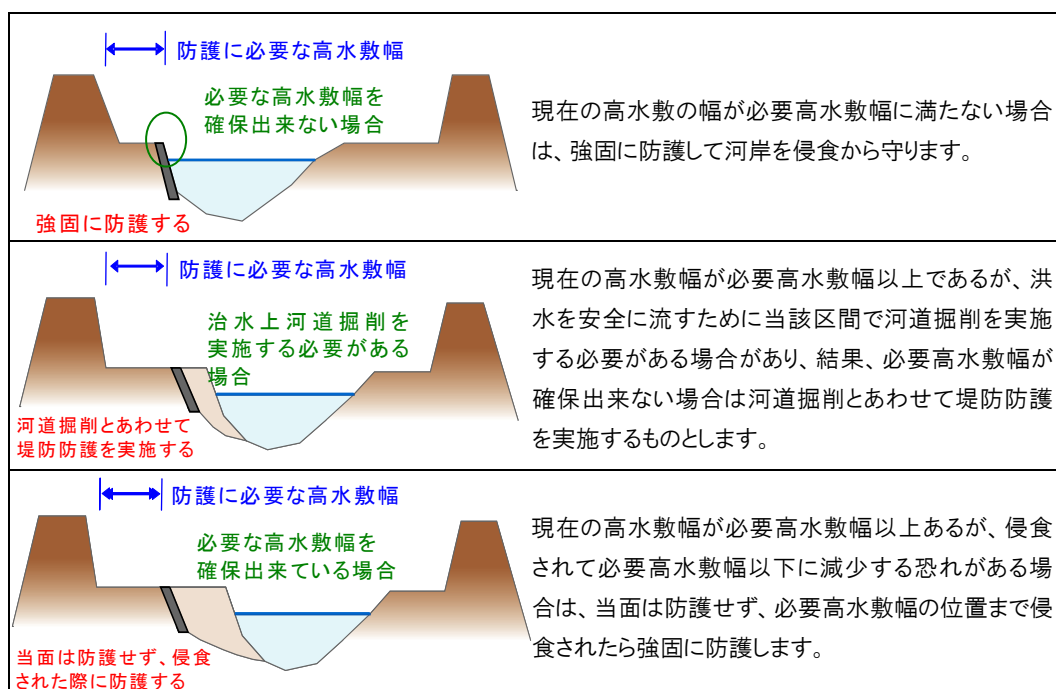 防護に必要な高水敷幅
必要な高水敷幅を
確保出来ない場合
強固に防護する
現在の高水敷の幅が必要高水敷幅に満たない場合
は、強固に防護して河岸を侵食から守ります。
防護に必要な高水敷幅
治水上河道掘削を
実施する必要がある
場合
河道掘削とあわせて
堤防防護を実施する
現在の高水敷幅が必要高水敷幅以上であるが、洪
水を安全に流すために当該区間で河道掘削を実施
する必要がある場合があり、結果、必要高水敷幅が
確保出来ない場合は河道掘削とあわせて堤防防護
を実施するものとします。
防護に必要な高水敷幅
必要な高水敷幅を
確保出来ている場合
当面は防護せず、侵食
された際に防護する
現在の高水敷幅が必要高水敷幅以上あるが、侵食
されて必要高水敷幅以下に減少する恐れがある場
合は、当面は防護せず、必要高水敷幅の位置まで侵
食されたら強固に防護します。